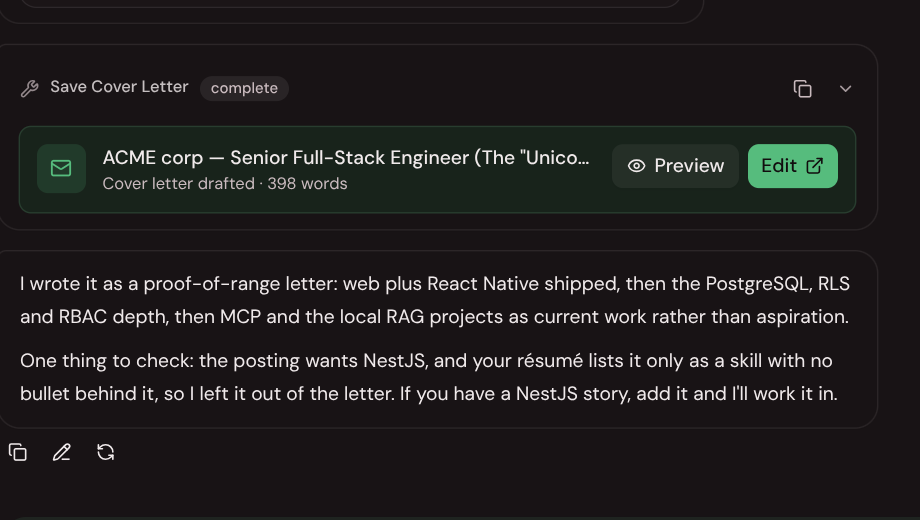 Save Cover Letter complete
ACME corp — Senior Full-Stack Engineer (The "Unico...
Cover letter drafted · 398 words
Preview
Edit
I wrote it as a proof-of-range letter: web plus React Native shipped, then the PostgreSQL, RLS
and RBAC depth, then MCP and the local RAG projects as current work rather than aspiration.
One thing to check: the posting wants NestJS, and your résumé lists it only as a skill with no
bullet behind it, so I left it out of the letter. If you have a NestJS story, add it and I'll work it in.